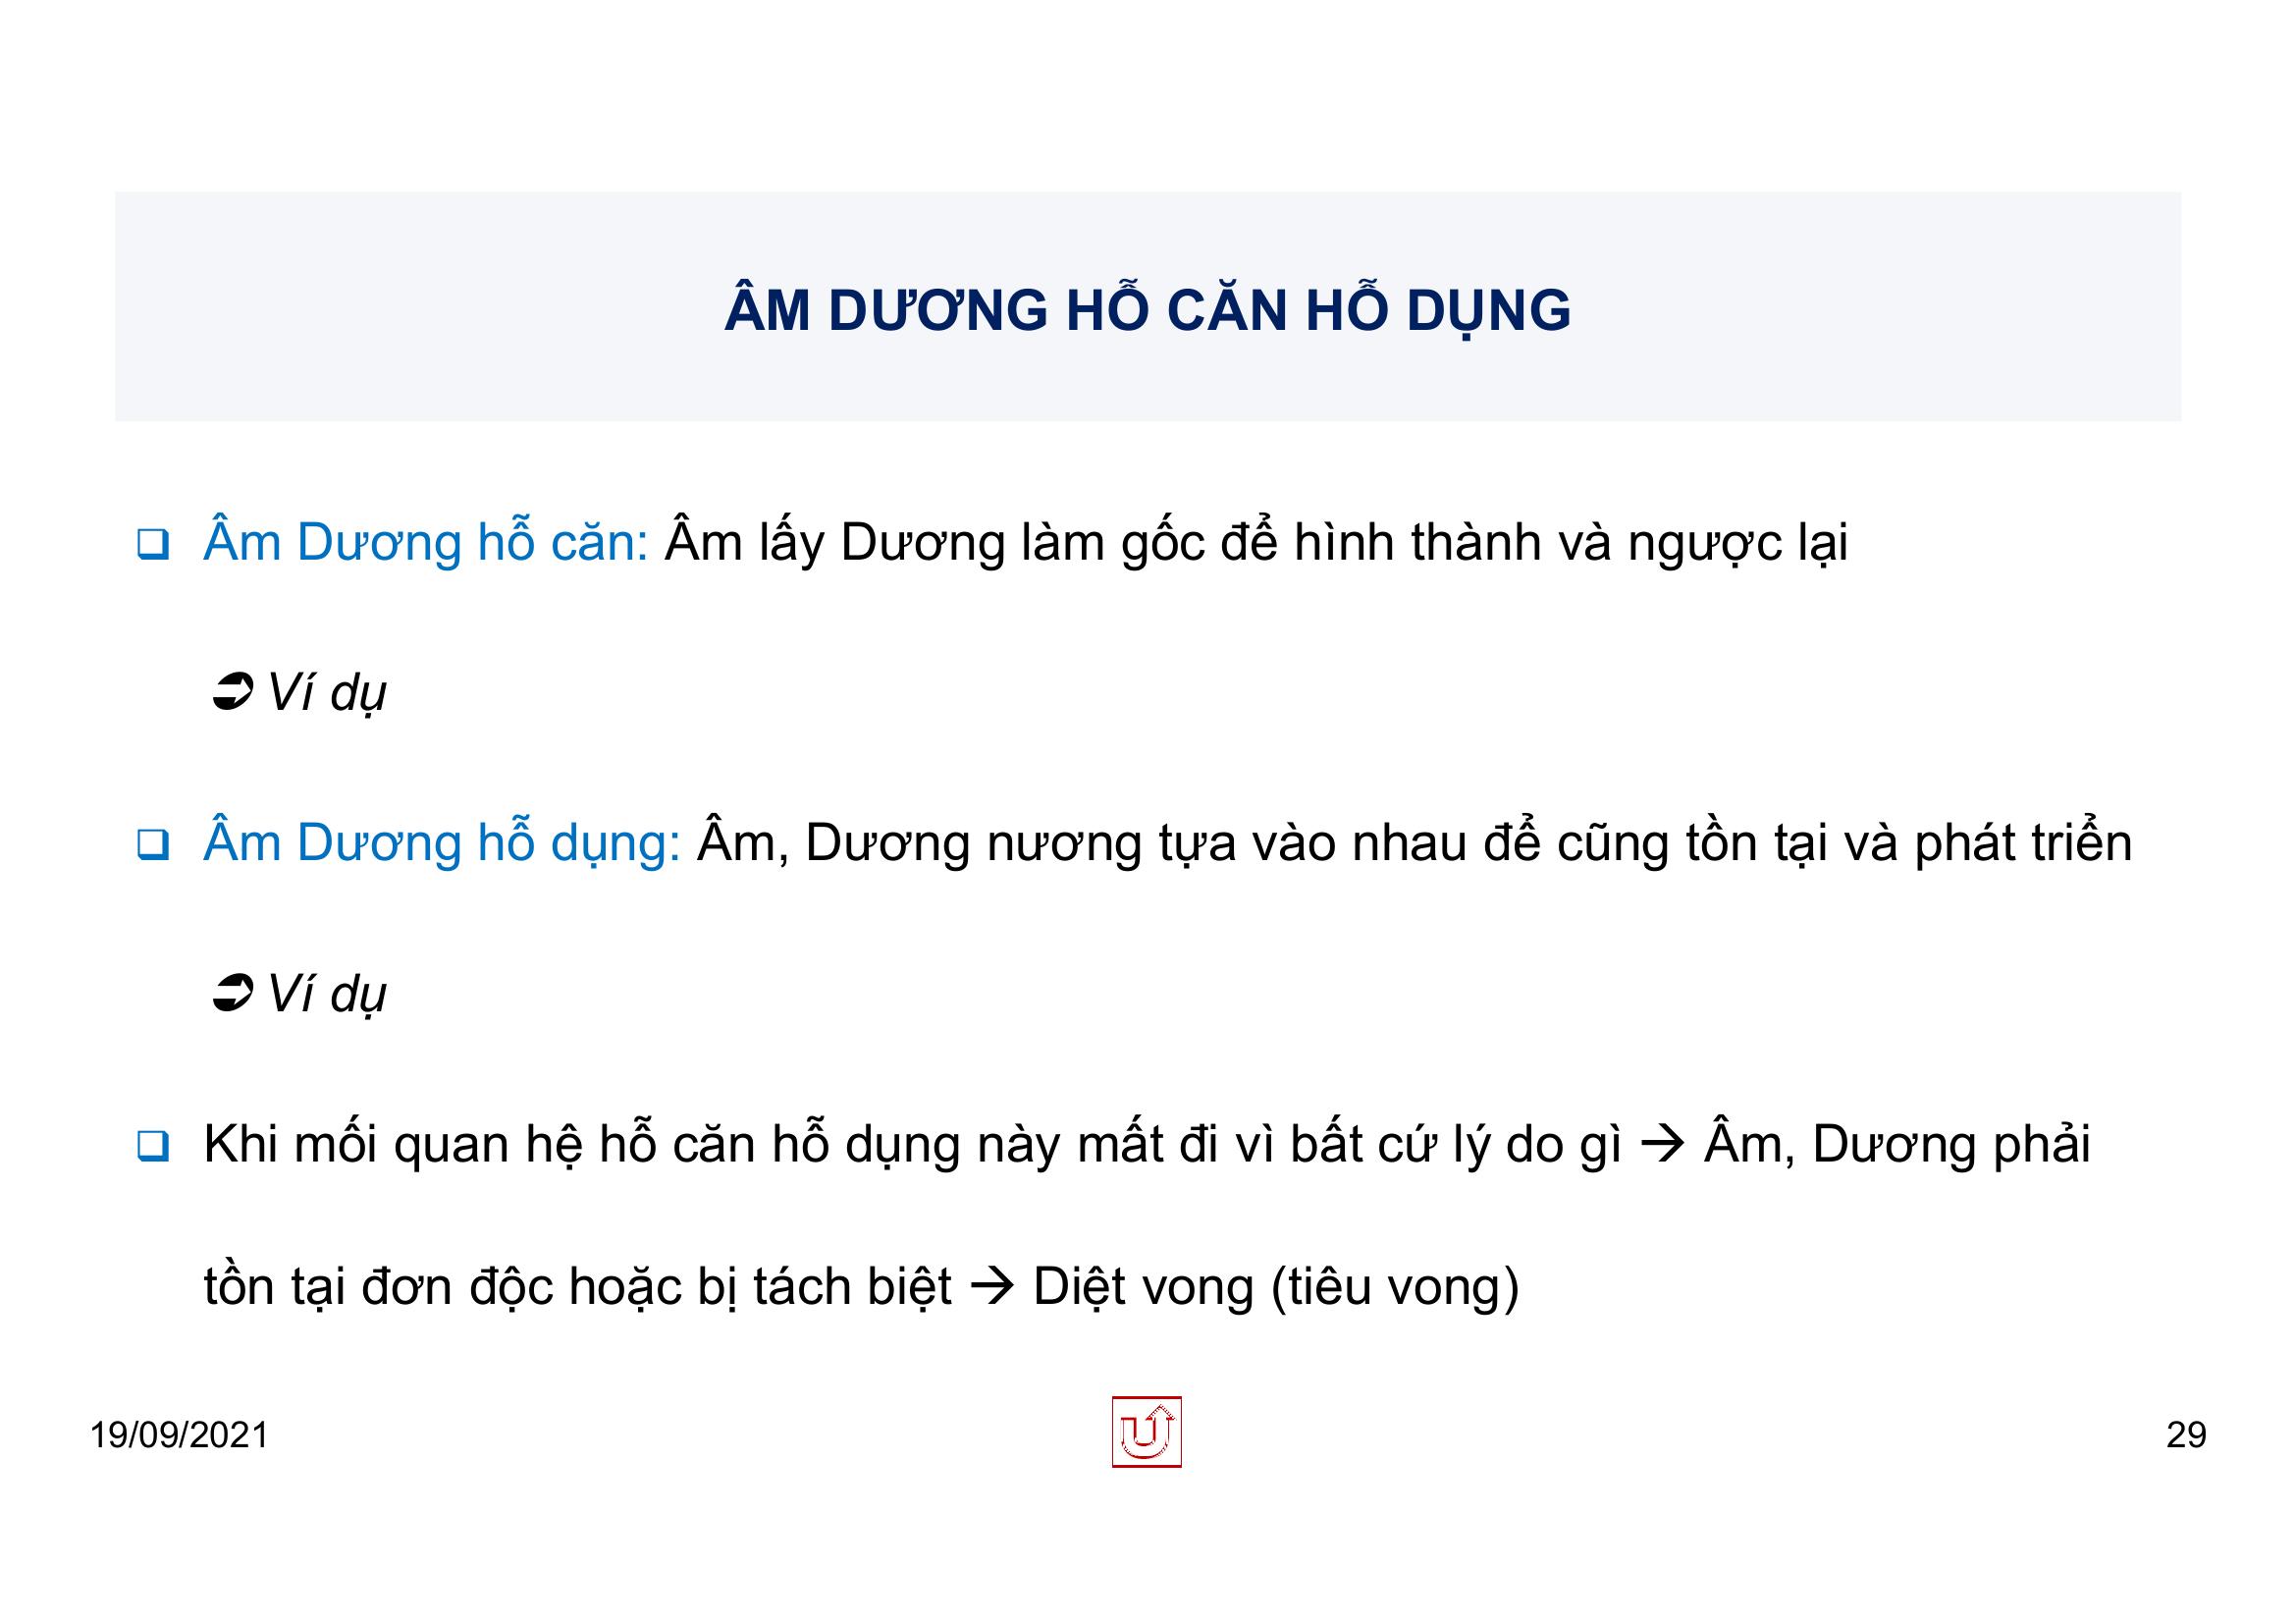 ÂM DƯƠNG HỖ CĂN HỖ DỤNG
❑ Âm Dương hỗ căn: Âm lấy Dương làm gốc để hình thành và ngược lại
➲ Ví dụ
❑ Âm Dương hỗ dụng: Âm, Dương nương tựa vào nhau để cũng tồn tại và phát triển
➲ Ví dụ
❑ Khi mối quan hệ hỗ căn hỗ dụng này mất đi vì bất cứ lý do gì → Âm, Dương phải
tồn tại đơn độc hoặc bị tách biệt → Diệt vong (tiêu vong)
19/09/2021
29